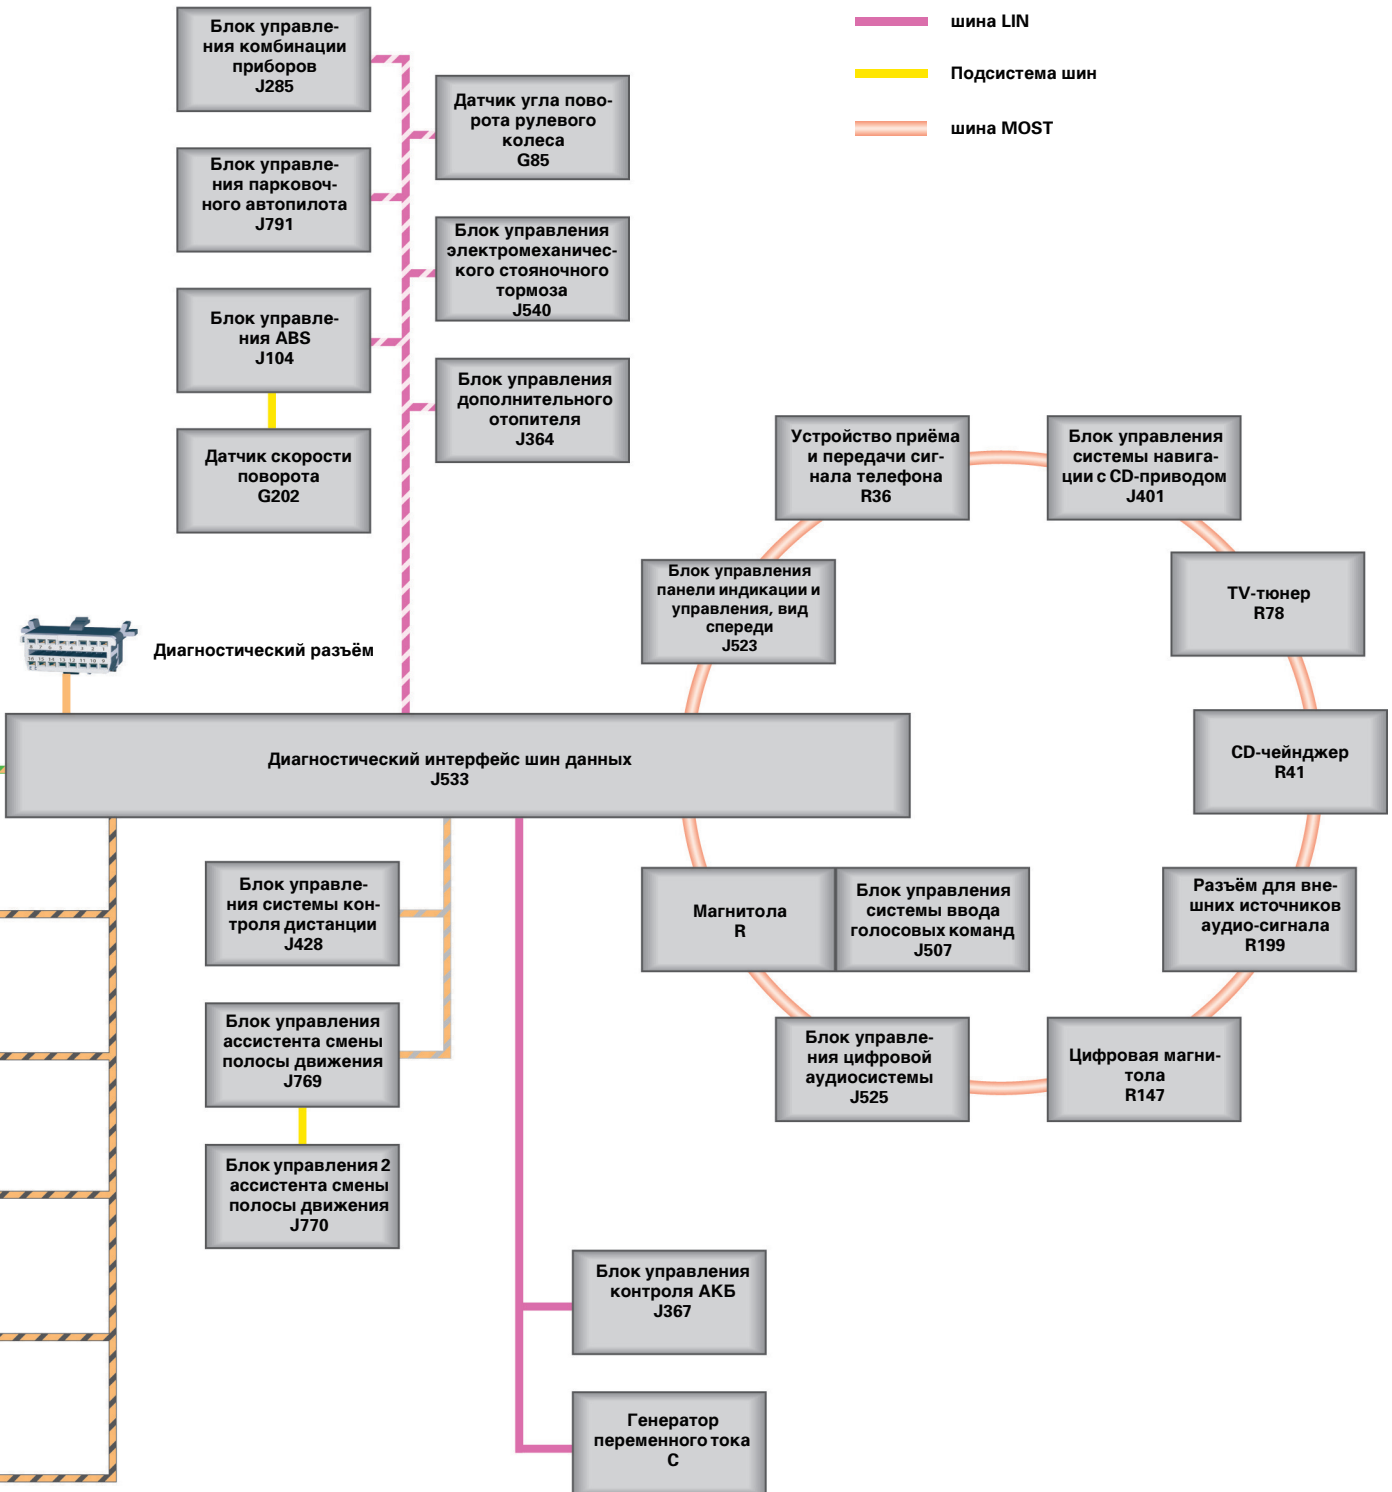 Блок управле-
ния комбинации
приборов
J285
шина LIN
Подсистема шин
шина MOST
Датчик угла пово-
рота рулевого
колеса
G85
Блок управле-
ния парковоч-
ного автопилота
J791
Блок управления
электромеханичес-
кого стояночного
тормоза
J540
Блок управле-
ния ABS
J104
Блок управления
дополнительного
отопителя
J364
Датчик скорости
поворота
G202
Устройство приёма
и передачи сиг-
нала телефона
R36
Блок управления
системы навига-
ции с CD-приводом
J401
Блок управления
панели индикации и
управления, вид
спереди
J523
TV-тюнер
R78
Диагностический разъём
Диагностический интерфейс шин данных
J533
CD-чейнджер
R41
Блок управле-
ния системы кон-
троля дистанции
J428
Магнитола
R
Блок управления
системы ввода
голосовых команд
J507
Разъём для вне-
шних источников
аудио-сигнала
R199
Блок управления
ассистента смены
полосы движения
J769
Блок управле-
ния цифровой
аудиосистемы
J525
Цифровая магни-
тола
R147
Блок управления 2
ассистента смены
полосы движения
J770
Блок управления
контроля АКБ
J367
Генератор
переменного тока
C